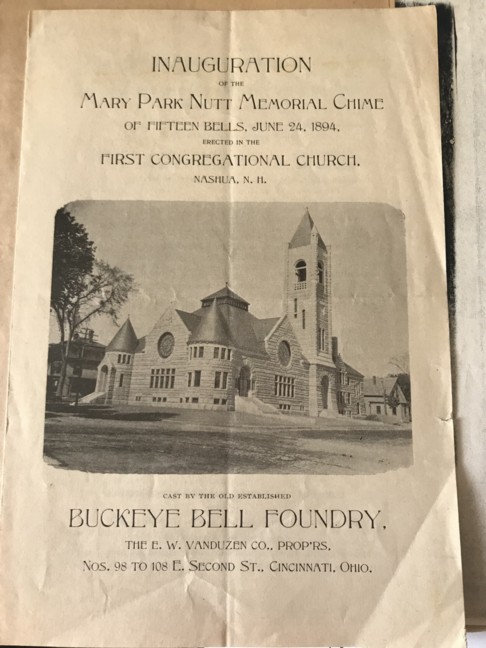 INAUGURATION
OF THE
MARY PARK NUTT MEMORIAL CHIME
OF FIFTEEN BELLS, JUNE 24, 1894,
ERECTED IN THE
FIRST CONGREGATIONAL CHURCH,
NASHUA, N. H.
CAST BY THE OLD ESTABLISHED
BUCKEYE BELL FOUNDRY,
THE E. W. VANDUZEN CO., PROP'RS,
NOS. 98 TO 108 E. SECOND ST., CINCINNATI, OHIO.